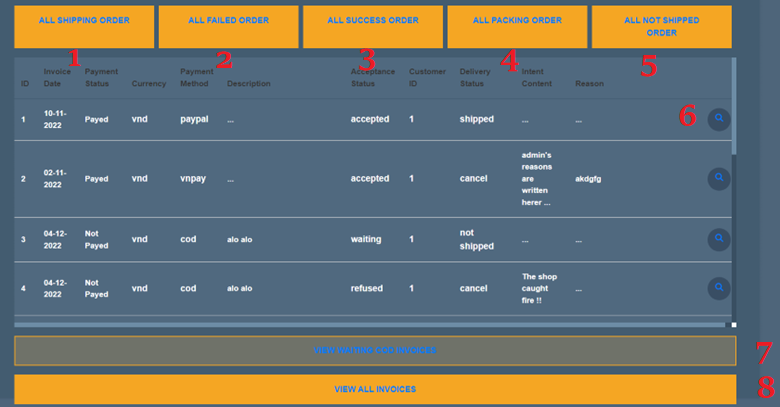 ALL SHIPPING ORDER ALL FAILED ORDER ALL SUCCESS ORDER ALL PACKING ORDER ALL NOT SHIPPED
ORDER
1 2 3 4 5
Invoice Payment Payment Acceptance Customer Delivery Intent
ID Date Status Currency Method Description Status ID Status Content Reason
6
10-11-
1 Payed vnd paypal ... accepted 1 shipped ... ...
2022
admin's
reasons
02-11-
2 Payed vnd vnpay ... accepted 1 cancel are akdgfg
2022
written
herer ...
04-12- Not not
3 vnd cod alo alo waiting 1 ... ...
2022 Payed shipped
The shop
04-12- Not
4 vnd cod alo alo refused 1 cancel caught ...
2022 Payed
fire !!
VIEW WAITING COD INVOICES 7
VIEW ALL INVOICES 8